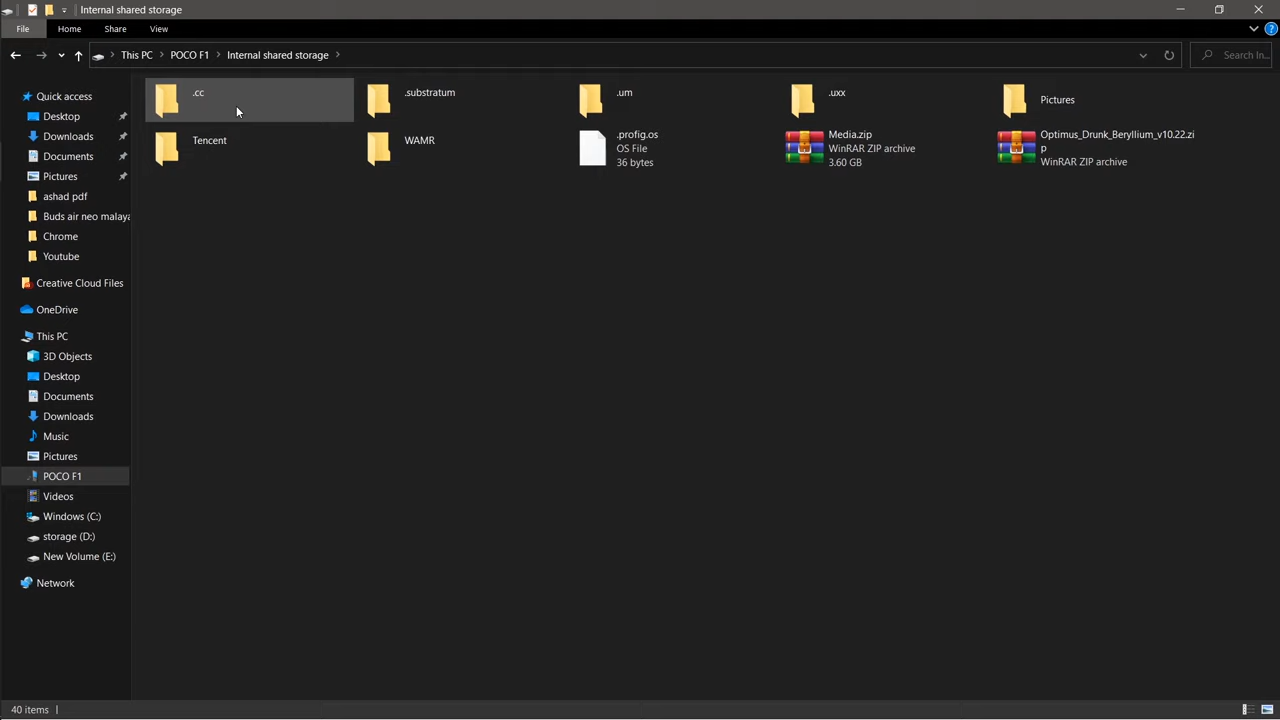 Internal shared storage
File
Home
Share
View
This PC
POCO F1
Internal shared storage
Search In...
Quick access
Desktop
Downloads
Documents
Pictures
ashad pdf
Buds air neo malaya
Chrome
Youtube
Creative Cloud Files
OneDrive
This PC
3D Objects
Desktop
Documents
Downloads
Music
Pictures
POCO F1
Videos
Windows (C:)
storage (D:)
New Volume (E:)
Network
.cc
.substratum
.um
.uxx
Pictures
Tencent
WAMR
.profig.os
OS File
36 bytes
Media.zip
WinRAR ZIP archive
3.60 GB
Optimus_Drunk_Beryllium_v10.22.zi
p
WinRAR ZIP archive
40 items